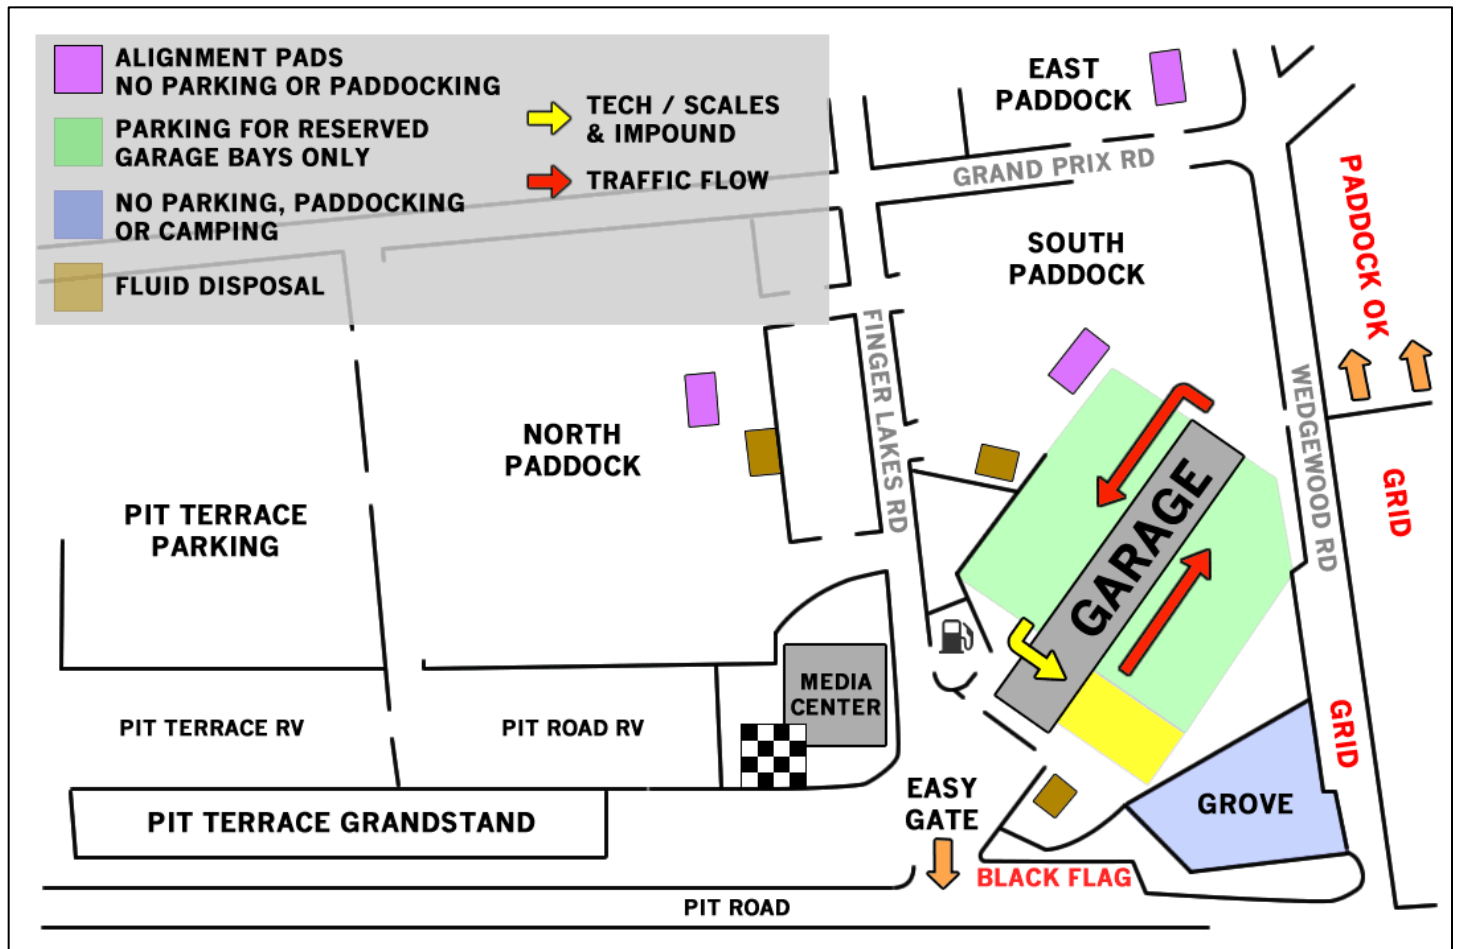 ALIGNMENT PADS
NO PARKING OR PADDOCKING
PARKING FOR RESERVED
GARAGE BAYS ONLY
NO PARKING, PADDOCKING
OR CAMPING
FLUID DISPOSAL
TECH / SCALES
& IMPOUND
TRAFFIC FLOW
EAST
PADDOCK
GRAND PRIX RD
PADDOCK OK
SOUTH
PADDOCK
FINGER LAKES RD
WEDGEWOOD RD
NORTH
PADDOCK
GRID
GARAGE
PIT TERRACE
PARKING
MEDIA
CENTER
PIT TERRACE RV
PIT ROAD RV
GRID
EASY
GATE
GROVE
PIT TERRACE GRANDSTAND
BLACK FLAG
PIT ROAD